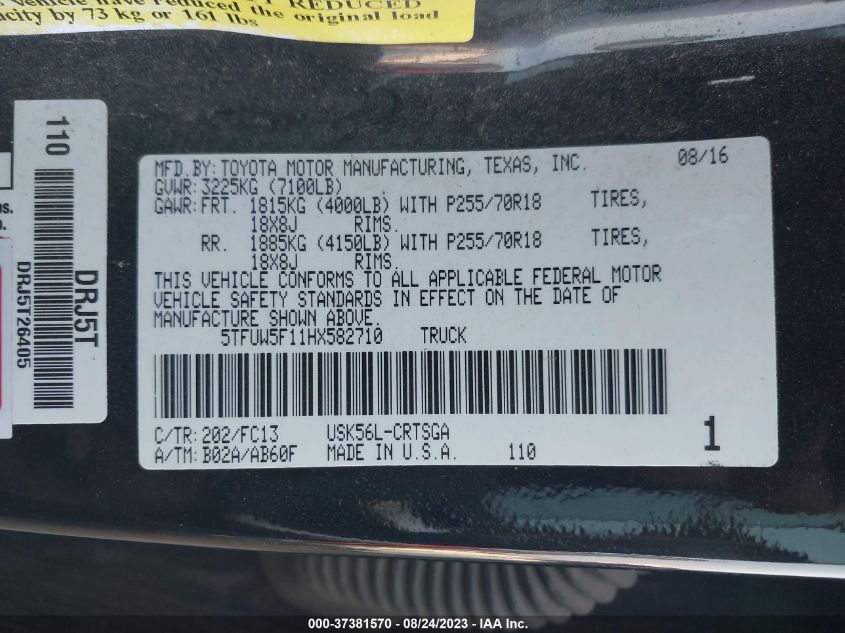 vehicle have reduced the original load
REDUCED
acity by 73 kg or 161 lbs
110
DRJ5T
DRJ5T26405
MFD.BY:TOYOTA MOTOR MANUFACTURING, TEXAS, INC. 08/16
GVWR:3225KG (7100LB)
GAWR:FRT. 1815KG (4000LB) WITH P255/70R18 TIRES,
18X8J RIMS.
RR. 1885KG (4150LB) WITH P255/70R18 TIRES,
18X8J RIMS.
THIS VEHICLE CONFORMS TO ALL APPLICABLE FEDERAL MOTOR
VEHICLE SAFETY STANDARDS IN EFFECT ON THE DATE OF
MANUFACTURE SHOWN ABOVE.
5TFUW5F11HX582710 TRUCK
C/TR:202/FC13 USK56L-CRTSGA 1
A/TM:B02A/AB60F MADE IN U.S.A. 110
000-37381570 - 08/24/2023 - IAA Inc.